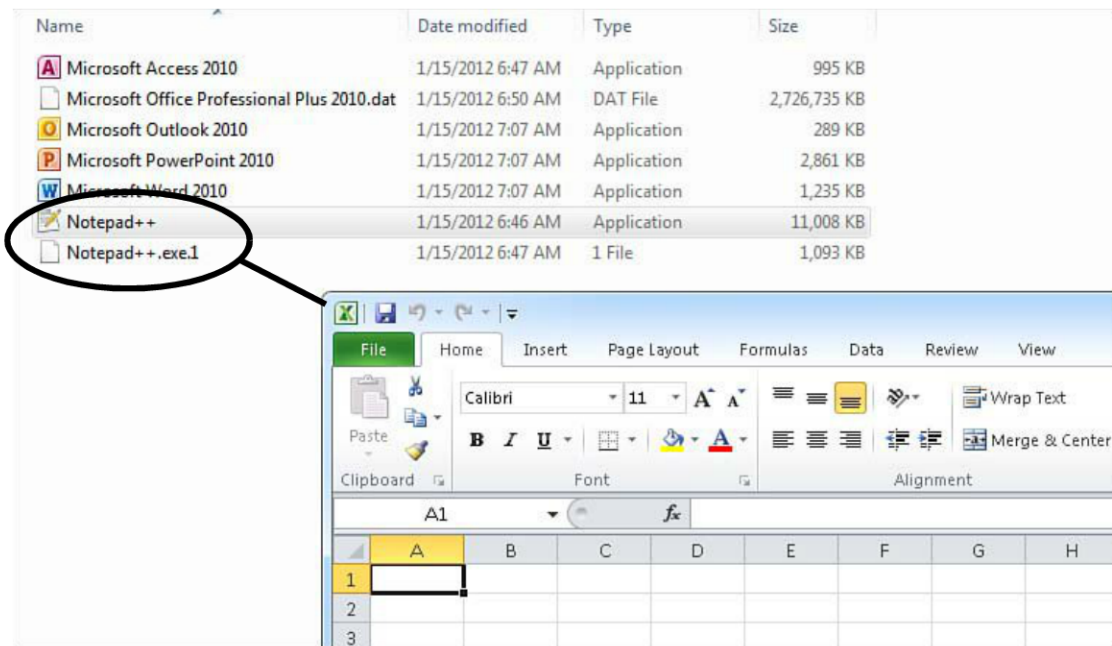 Name Date modified Type Size
Microsoft Access 2010 1/15/2012 6:47 AM Application 995 KB
Microsoft Office Professional Plus 2010.dat 1/15/2012 6:50 AM DAT File 2,726,735 KB
Microsoft Outlook 2010 1/15/2012 7:07 AM Application 289 KB
Microsoft PowerPoint 2010 1/15/2012 7:07 AM Application 2,861 KB
Microsoft Word 2010 1/15/2012 7:07 AM Application 1,235 KB
Notepad++ 1/15/2012 6:46 AM Application 11,008 KB
Notepad++.exe.1 1/15/2012 6:47 AM 1 File 1,093 KB
File Home Insert Page Layout Formulas Data Review View
Calibri 11 A A Wrap Text
Paste B I U A Merge & Center
Clipboard Font Alignment
A1 fx
A B C D E F G H
1
2
3